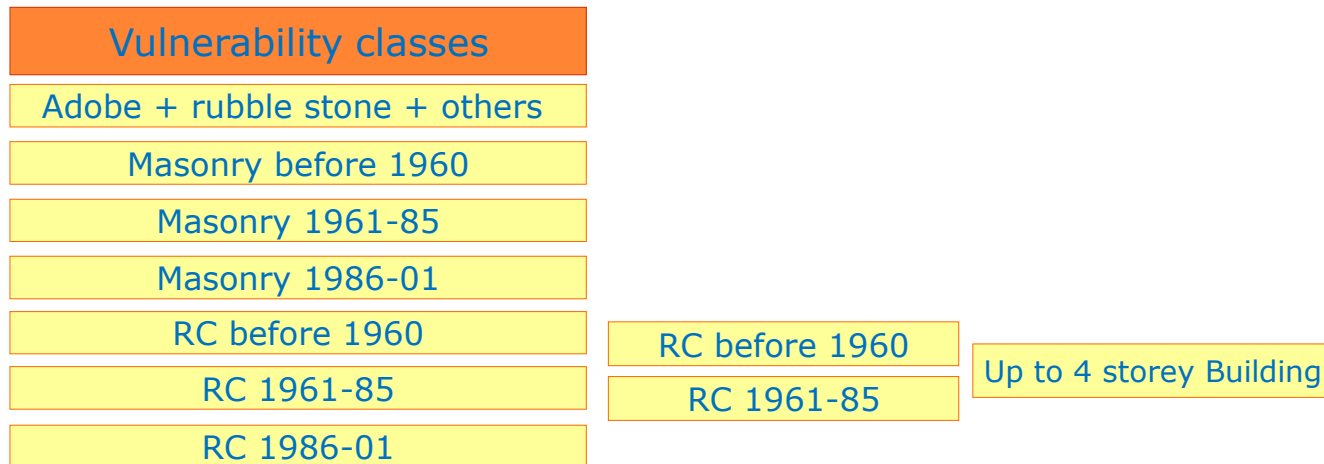 Vulnerability classes
Adobe + rubble stone + others
Masonry before 1960
Masonry 1961-85
Masonry 1986-01
RC before 1960
RC 1961-85
RC 1986-01
RC before 1960
RC 1961-85
Up to 4 storey Building